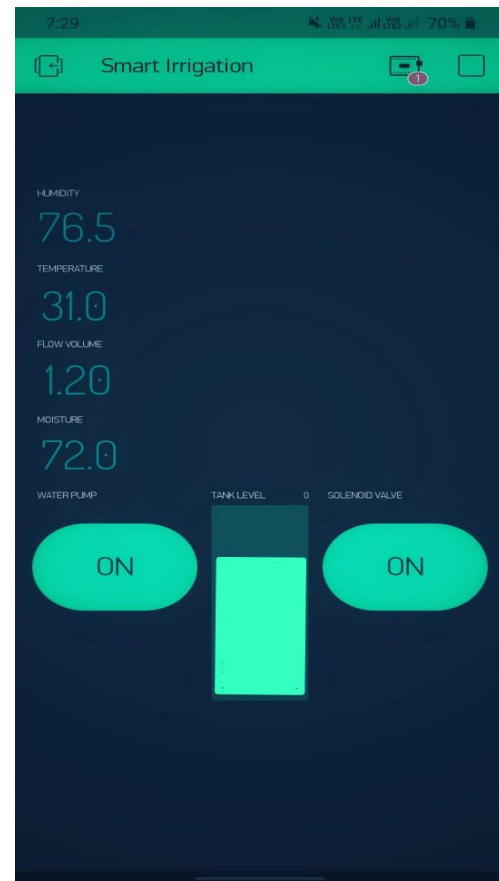 7:29 70%
Smart Irrigation
1
HUMIDITY
76.5
TEMPERATURE
31.0
FLOW VOLUME
1.20
MOISTURE
72.0
WATER PUMP TANK LEVEL 0 SOLENOID VALVE
ON ON